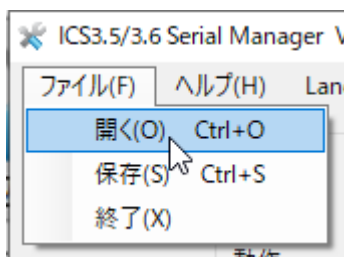 ICS3.5/3.6 Serial Manager
ファイル(F) ヘルプ(H)
開く(O) Ctrl+O
保存(S) Ctrl+S
終了(X)